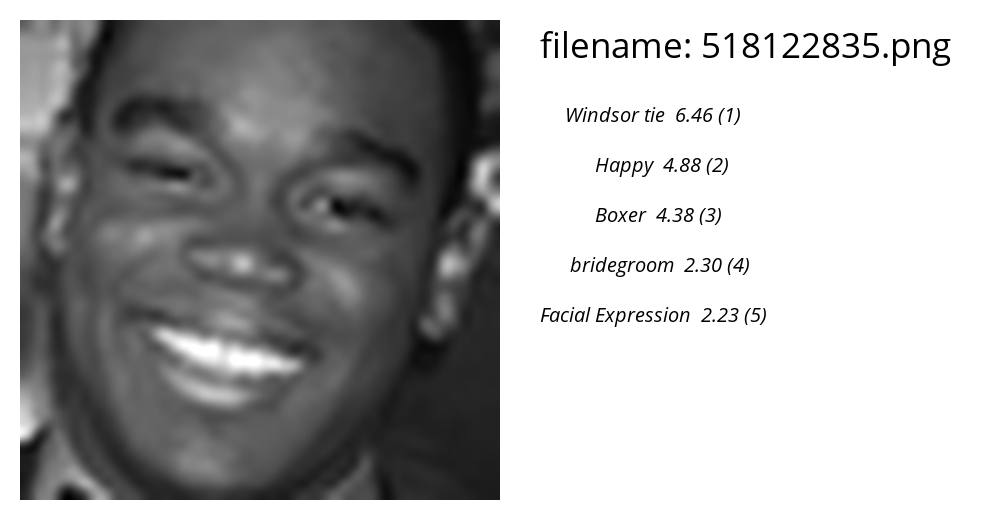 filename: 518122835.png
Windsor tie 6.46 (1)
Happy 4.88 (2)
Boxer 4.38 (3)
bridegroom 2.30 (4)
Facial Expression 2.23 (5)